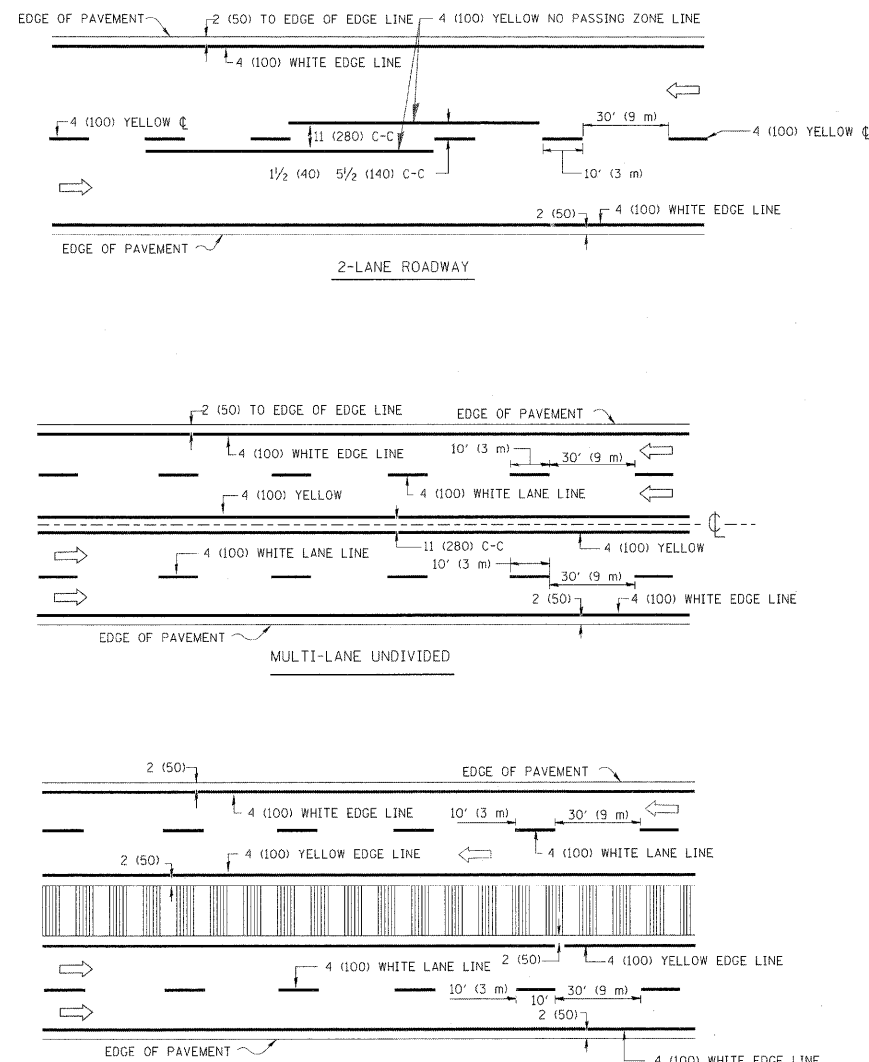 EDGE OF PAVEMENT
2 (50) TO EDGE OF EDGE LINE
4 (100) YELLOW NO PASSING ZONE LINE
4 (100) WHITE EDGE LINE
4 (100) YELLOW ℄
11 (280) C-C
30' (9 m)
4 (100) YELLOW ℄
1½ (40) 5½ (140) C-C
10' (3 m)
2 (50)
4 (100) WHITE EDGE LINE
EDGE OF PAVEMENT
2-LANE ROADWAY
2 (50) TO EDGE OF EDGE LINE
EDGE OF PAVEMENT
4 (100) WHITE EDGE LINE
10' (3 m)
30' (9 m)
4 (100) YELLOW
4 (100) WHITE LANE LINE
℄
4 (100) WHITE LANE LINE
11 (280) C-C
4 (100) YELLOW
10' (3 m)
30' (9 m)
2 (50)
4 (100) WHITE EDGE LINE
EDGE OF PAVEMENT
MULTI-LANE UNDIVIDED
2 (50)
EDGE OF PAVEMENT
4 (100) WHITE EDGE LINE
10' (3 m)
30' (9 m)
2 (50)
4 (100) YELLOW EDGE LINE
4 (100) WHITE LANE LINE
4 (100) WHITE LANE LINE
2 (50)
4 (100) YELLOW EDGE LINE
10' (3 m)
10'
30' (9 m)
2 (50)
EDGE OF PAVEMENT
4 (100) WHITE EDGE LINE